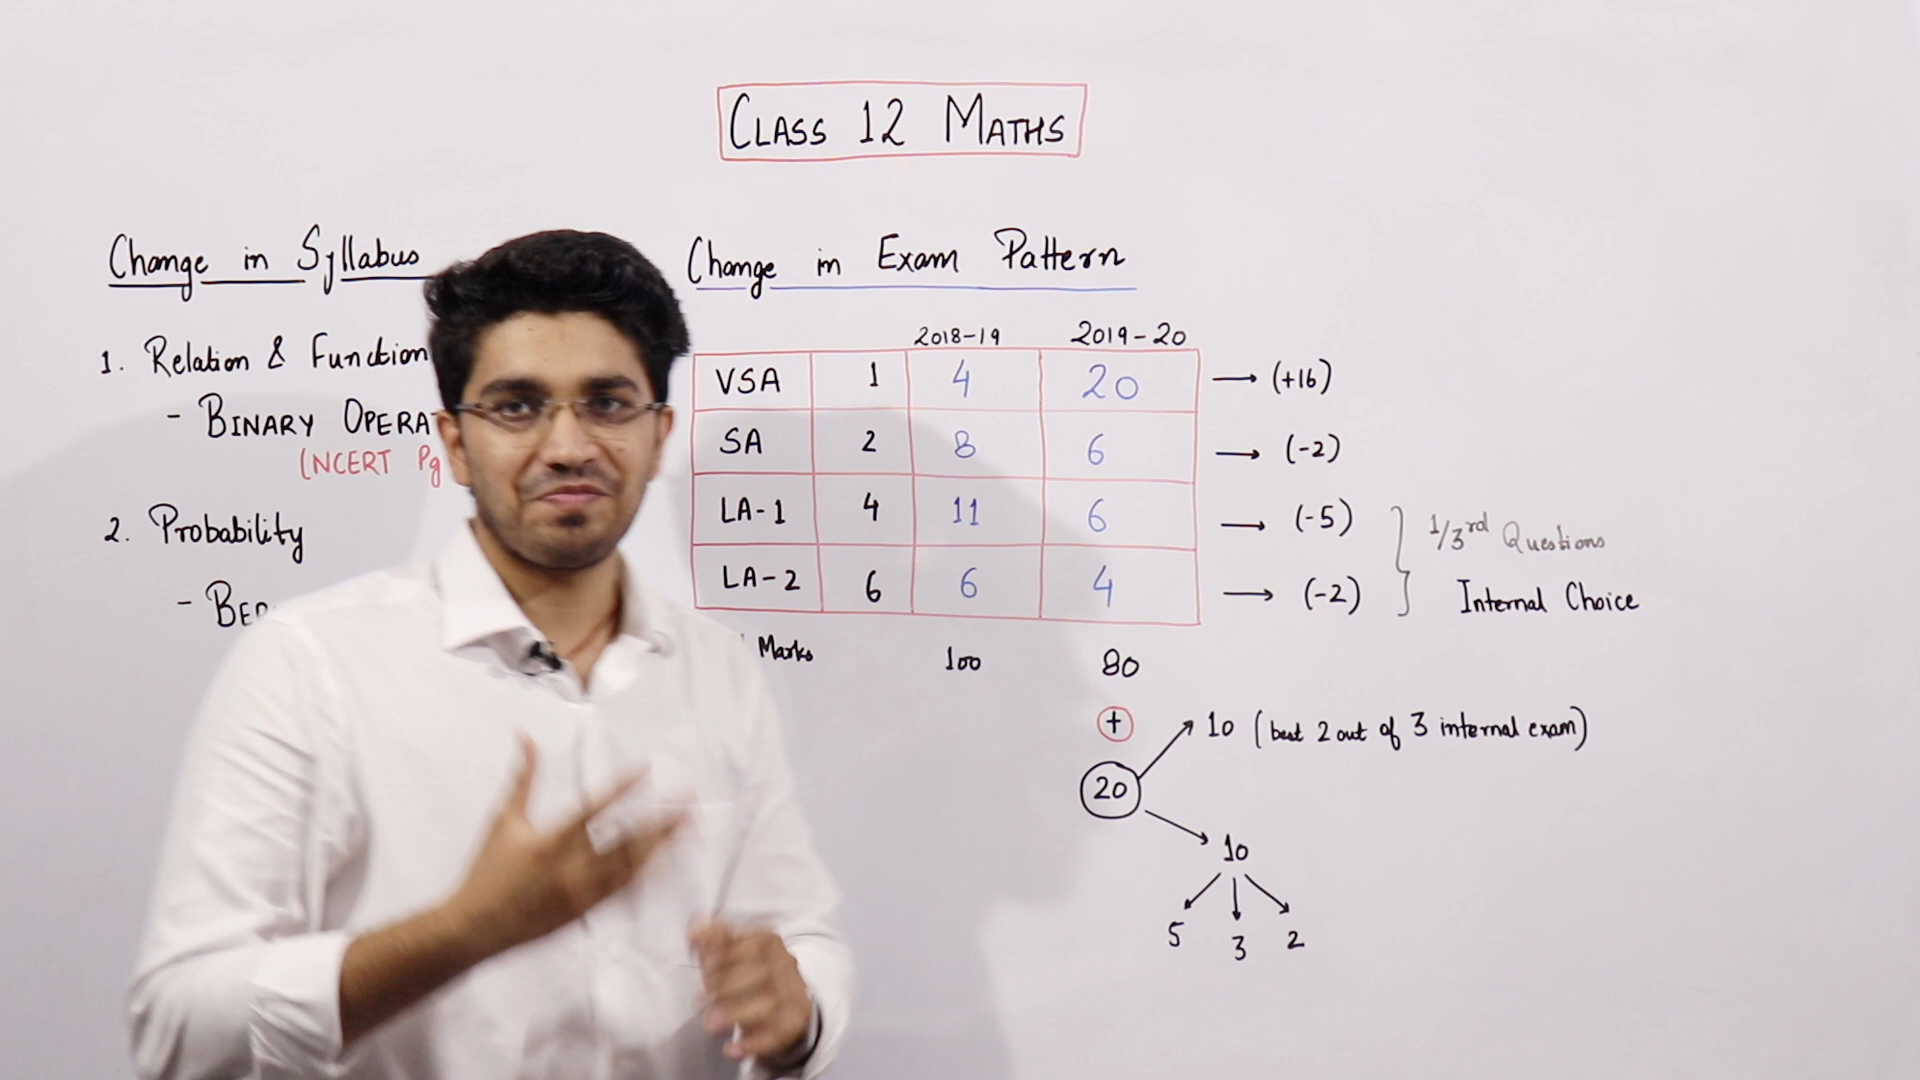 CLASS 12 MATHS
Change in Syllabus
1. Relation & Function
- BINARY
(NCERT Pg
2. Probability
Change in Exam Pattern
2018-19 2019-20
VSA 1 4 20 → (+16)
SA 2 8 6 → (-2)
LA-1 4 11 6 → (-5)
LA-2 6 6 4 → (-2)
1/3rd Questions
Internal Choice
Marks 100 80
+
20
10 (best 2 out of 3 internal exam)
10
5 3 2